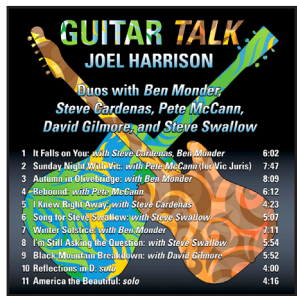 GUITAR TALK
JOEL HARRISON
Duos with Ben Monder,
Steve Cardenas, Pete McCann,
David Gilmore, and Steve Swallow
1 It Falls on You: with Steve Cardenas, Ben Monder 6:02
2 Sunday Night With Vic: with Pete McCann (for Vic Juris) 7:47
3 Autumn in Olivebridge: with Ben Monder 8:09
4 Rebound: with Pete McCann 6:12
5 I Knew Right Away: with Steve Cardenas 4:23
6 Song for Steve Swallow: with Steve Swallow 5:07
7 Winter Solstice: with Ben Monder 7:11
8 I'm Still Asking the Question: with Steve Swallow 5:54
9 Black Mountain Breakdown: with David Gilmore 5:52
10 Reflections in D: solo 4:00
11 America the Beautiful: solo 4:16